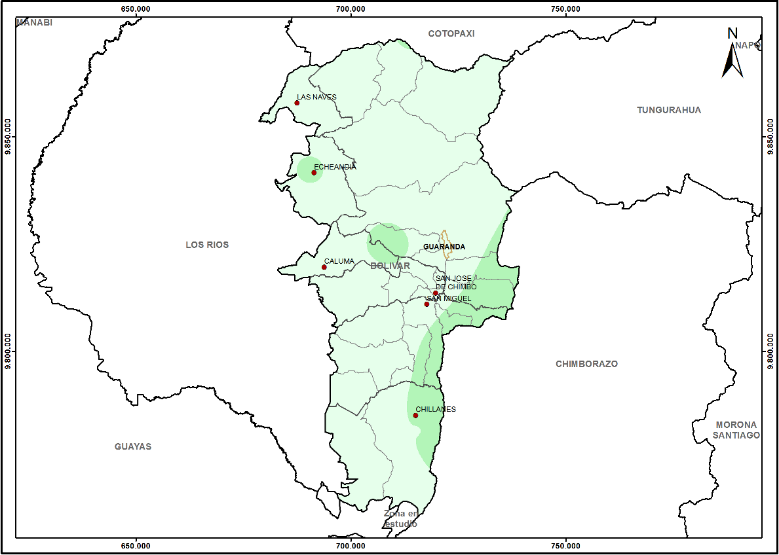 650.000
700.000
750.000
MANABI
COTOPAXI
N
NAPO
LAS NAVES
TUNGURAHUA
9.850.000
9.850.000
ECHEANDIA
LOS RIOS
GUARANDA
CALUMA
BOLIVAR
SAN JOSE
DE CHIMBO
SAN MIGUEL
9.800.000
9.800.000
CHIMBORAZO
CHILLANES
MORONA
SANTIAGO
GUAYAS
Zona en
estudio
650.000
700.000
750.000